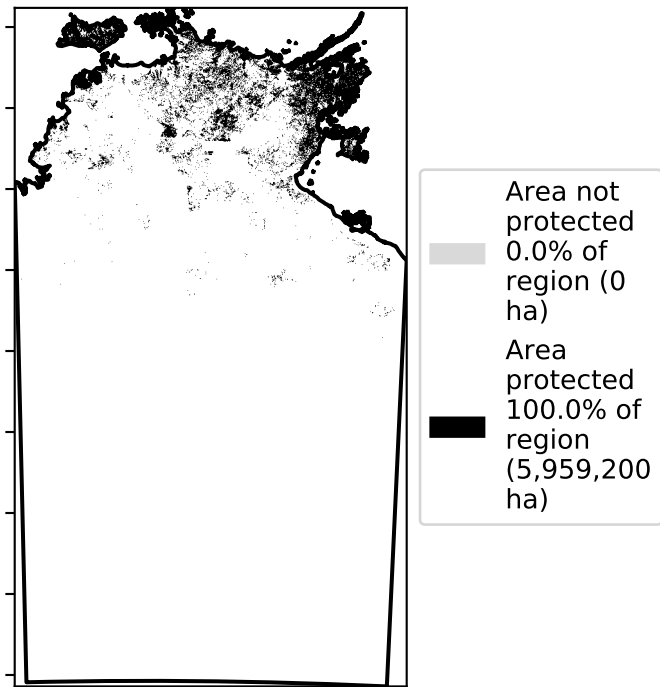 Area not
protected
0.0% of
region (0
ha)
Area
protected
100.0% of
region
(5,959,200
ha)